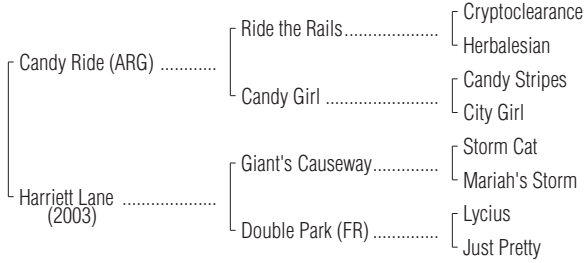 Cryptoclearance
Ride the Rails.....................
Herbalesian
Candy Ride (ARG) ............
Candy Stripes
Candy Girl .........................
City Girl
Storm Cat
Giant's Causeway..............
Mariah's Storm
Harriett Lane .....................
(2003)
Lycius
Double Park (FR) ..............
Just Pretty